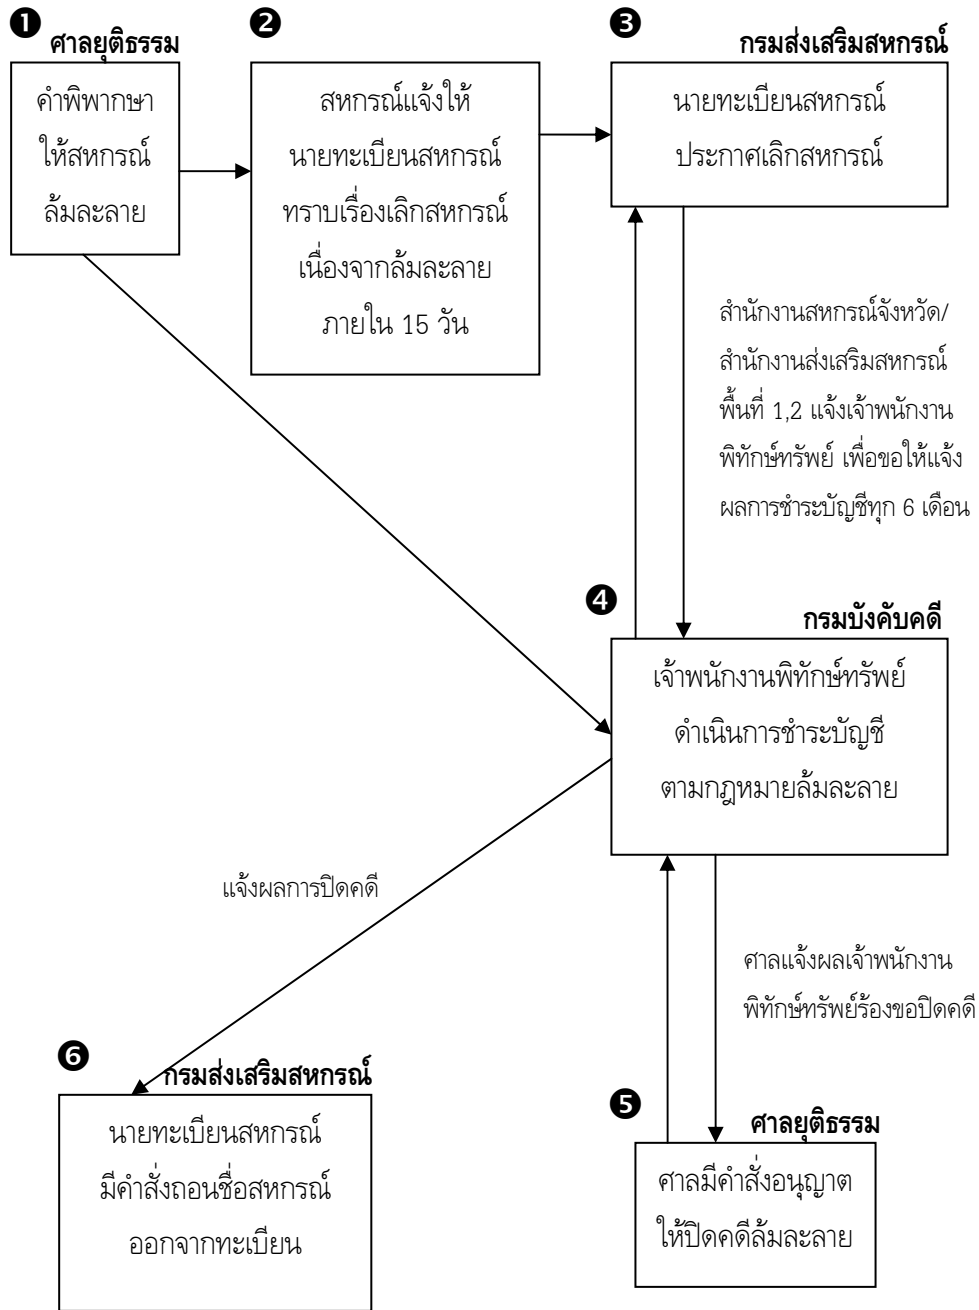 ❶
ศาลยุติธรรม
คำพิพากษา
ให้สหกรณ์
ล้มละลาย
❷
สหกรณ์แจ้งให้
นายทะเบียนสหกรณ์
ทราบเรื่องเลิกสหกรณ์
เนื่องจากล้มละลาย
ภายใน 15 วัน
❸
กรมส่งเสริมสหกรณ์
นายทะเบียนสหกรณ์
ประกาศเลิกสหกรณ์
สำนักงานสหกรณ์จังหวัด/
สำนักงานส่งเสริมสหกรณ์
พื้นที่ 1,2 แจ้งเจ้าพนักงาน
พิทักษ์ทรัพย์ เพื่อขอให้แจ้ง
ผลการชำระบัญชีทุก 6 เดือน
❹
กรมบังคับคดี
เจ้าพนักงานพิทักษ์ทรัพย์
ดำเนินการชำระบัญชี
ตามกฎหมายล้มละลาย
แจ้งผลการปิดคดี
ศาลแจ้งผลเจ้าพนักงาน
พิทักษ์ทรัพย์ร้องขอปิดคดี
❺
ศาลยุติธรรม
ศาลมีคำสั่งอนุญาต
ให้ปิดคดีล้มละลาย
❻
กรมส่งเสริมสหกรณ์
นายทะเบียนสหกรณ์
มีคำสั่งถอนชื่อสหกรณ์
ออกจากทะเบียน